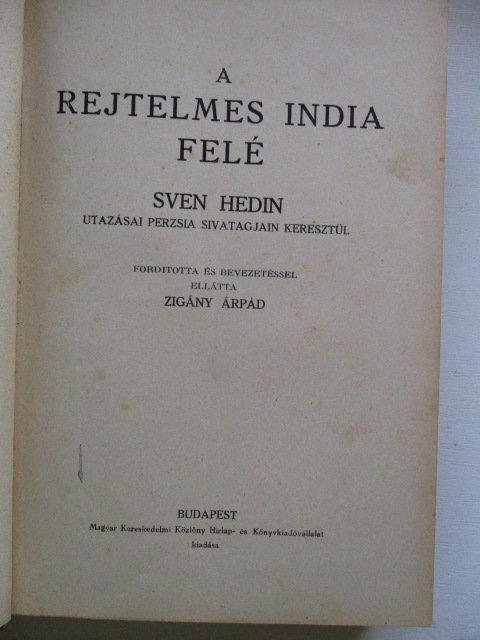 A
REJTELMES INDIA
FELÉ
SVEN HEDIN
UTAZÁSAI PERZSIA SIVATAGJAIN KERESZTÜL
FORDITOTTA ÉS BEVEZETÉSSEL
ELLÁTTA
ZIGÁNY ÁRPÁD
BUDAPEST
Magyar Kereskedelmi Közlöny Hirlap- és Könyvkiadóvállalat
kiadása